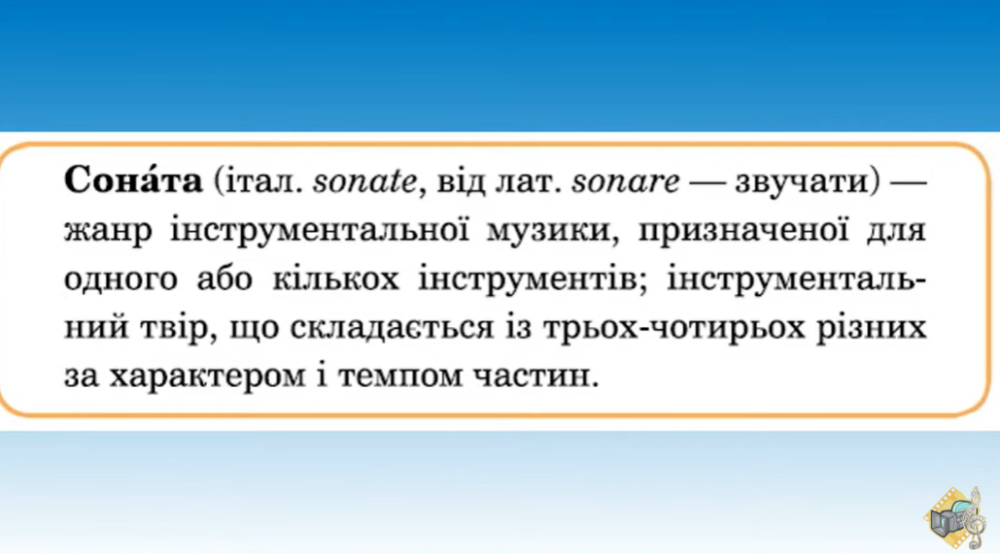 Сона́та (італ. sonate, від лат. sonare — звучати) —
жанр інструментальної музики, призначеної для
одного або кількох інструментів; інструменталь-
ний твір, що складається із трьох-чотирьох різних
за характером і темпом частин.